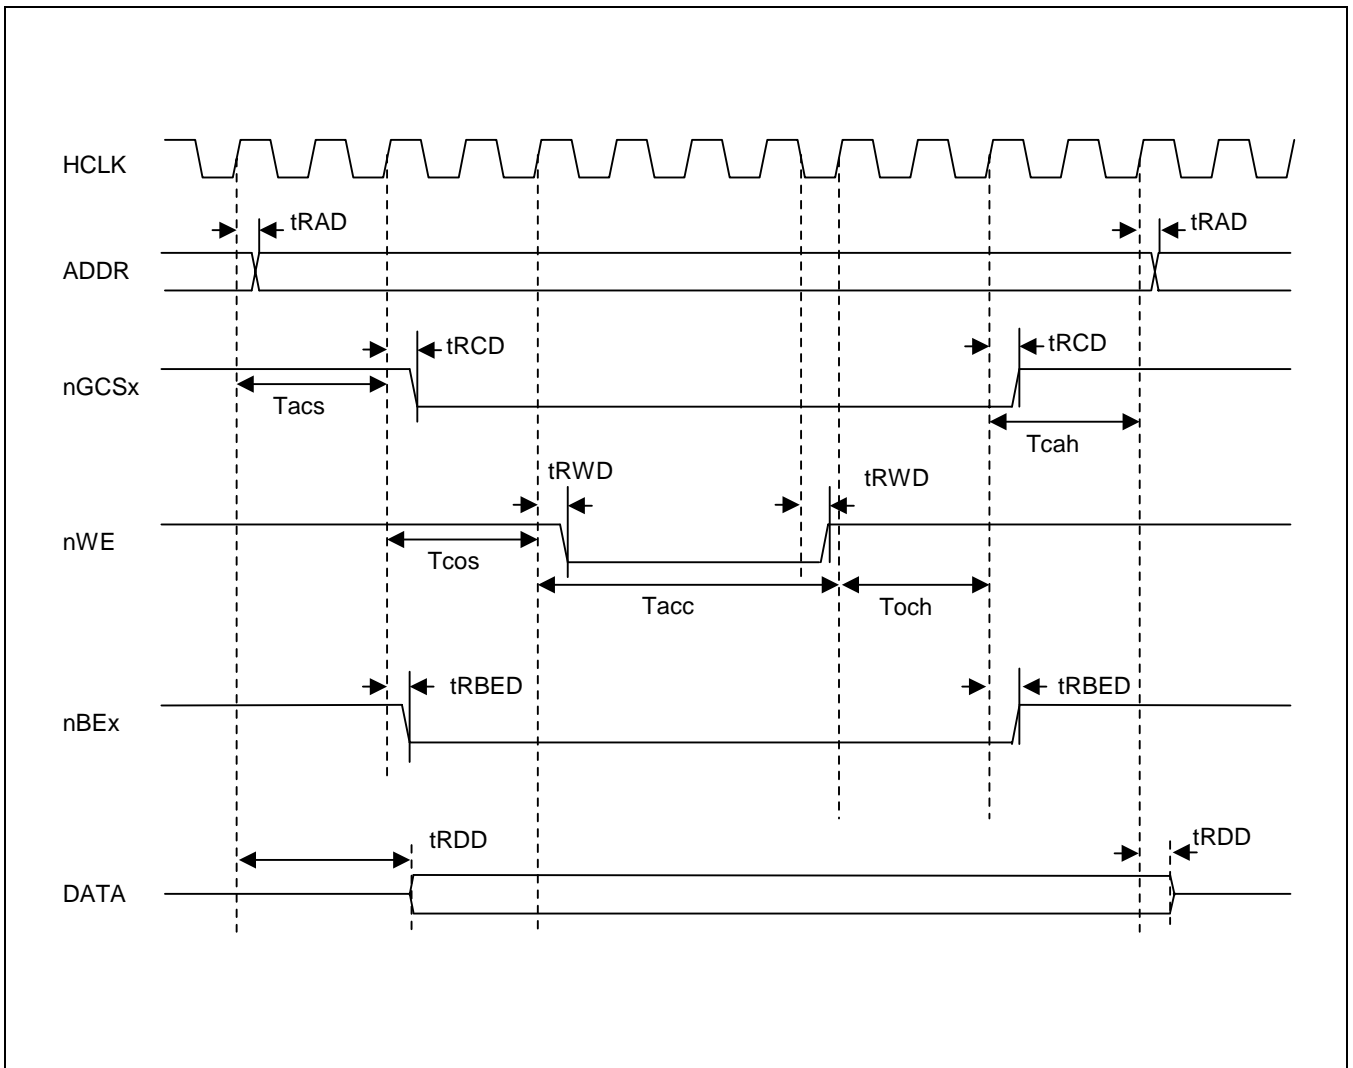 HCLK
tRAD
tRAD
ADDR
tRCD
tRCD
nGCSx
Tacs
Tcah
tRWD
tRWD
nWE
Tcos
Tacc
Toch
tRBED
tRBED
nBEx
tRDD
tRDD
DATA